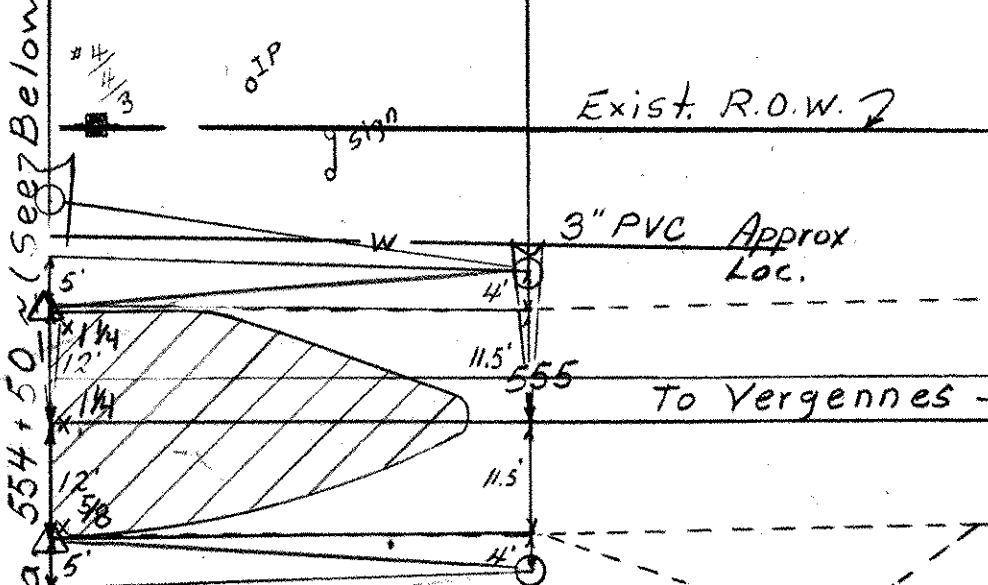 #4/4/3
IP
sign
Exist. R.O.W.
(See Below
W
3" PVC Approx
Loc.
5'
4'
1 1/4
12'
11.5'
555
1 1/4
To Vergennes -
554+50
12'
11.5'
5/8
5'
4'